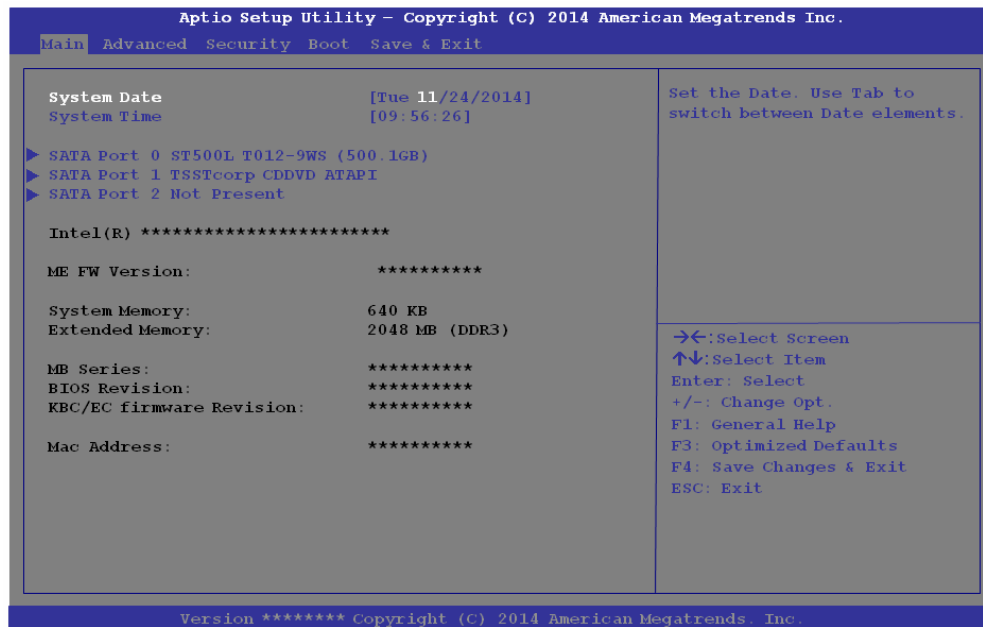 Aptio Setup Utility – Copyright (C) 2014 American Megatrends Inc.
Main Advanced Security Boot Save & Exit
System Date [Tue 11/24/2014]
System Time [09:56:26]
SATA Port 0 ST500L T012-9WS (500.1GB)
SATA Port 1 TSSTcorp CDDVD ATAPI
SATA Port 2 Not Present
Intel(R) ************************
ME FW Version: **********
System Memory: 640 KB
Extended Memory: 2048 MB (DDR3)
MB Series: **********
BIOS Revision: **********
KBC/EC firmware Revision: **********
Mac Address: **********
Set the Date. Use Tab to
switch between Date elements.
→←:Select Screen
↑↓:Select Item
Enter: Select
+/-: Change Opt.
F1: General Help
F3: Optimized Defaults
F4: Save Changes & Exit
ESC: Exit
Version ******** Copyright (C) 2014 American Megatrends. Inc.